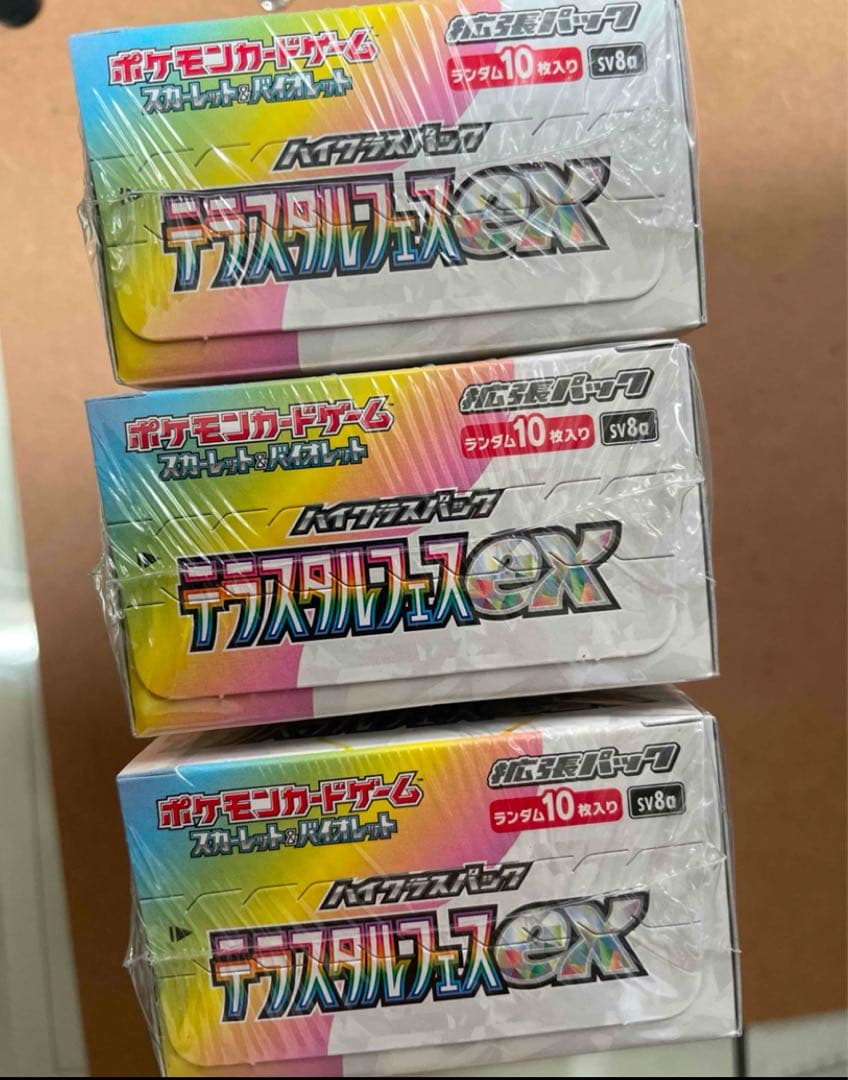 拡張パック
ポケモンカードゲーム
ランダム10枚入り SV8a
スカーレット&バイオレット
ハイクラスパック
テラスタルフェスex
拡張パック
ポケモンカードゲーム
ランダム10枚入り SV8a
スカーレット&バイオレット
ハイクラスパック
テラスタルフェスex
拡張パック
ポケモンカードゲーム
ランダム10枚入り SV8a
スカーレット&バイオレット
ハイクラスパック
テラスタルフェスex